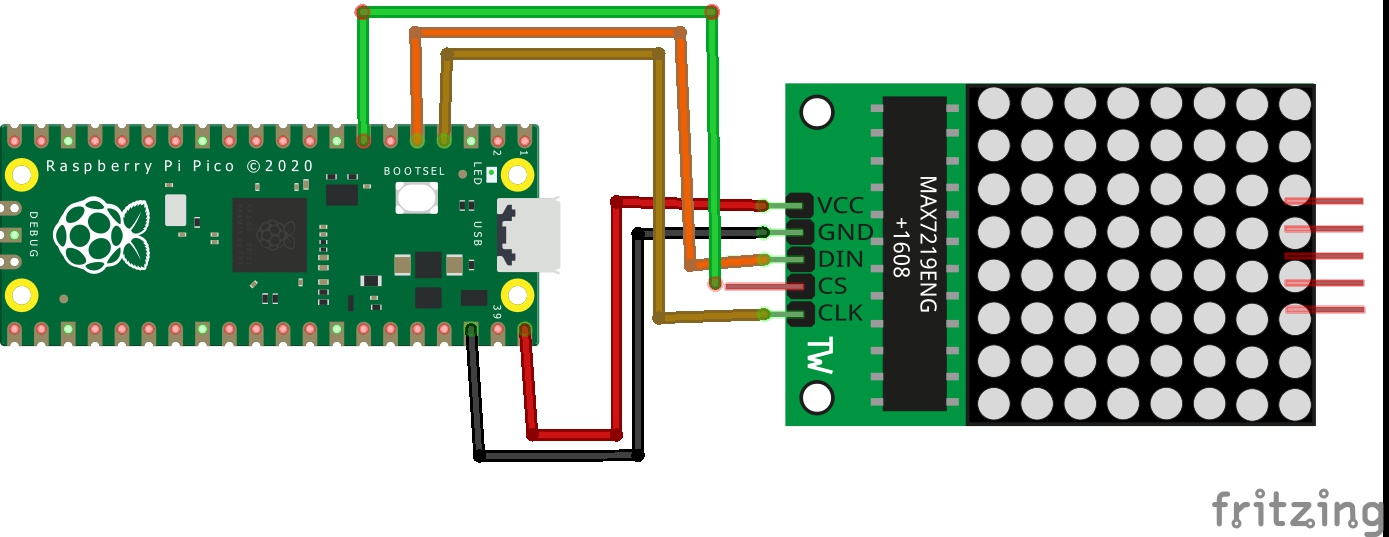 Raspberry Pi Pico ©2020
BOOTSEL
LED
2
1
DEBUG
USB
39
VCC
GND
DIN
CS
CLK
MAX7219ENG
+1608
TW
fritzing